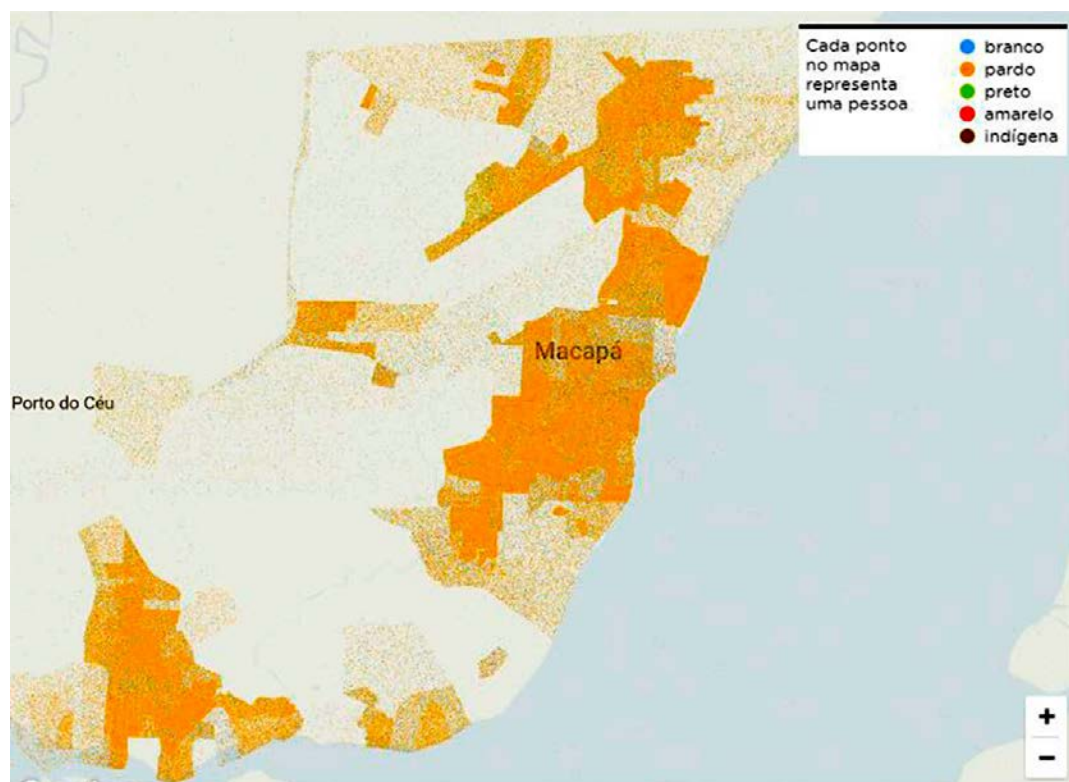 Cada ponto
no mapa
representa
uma pessoa
branco
pardo
preto
amarelo
indígena
Macapá
Porto do Céu
+
−